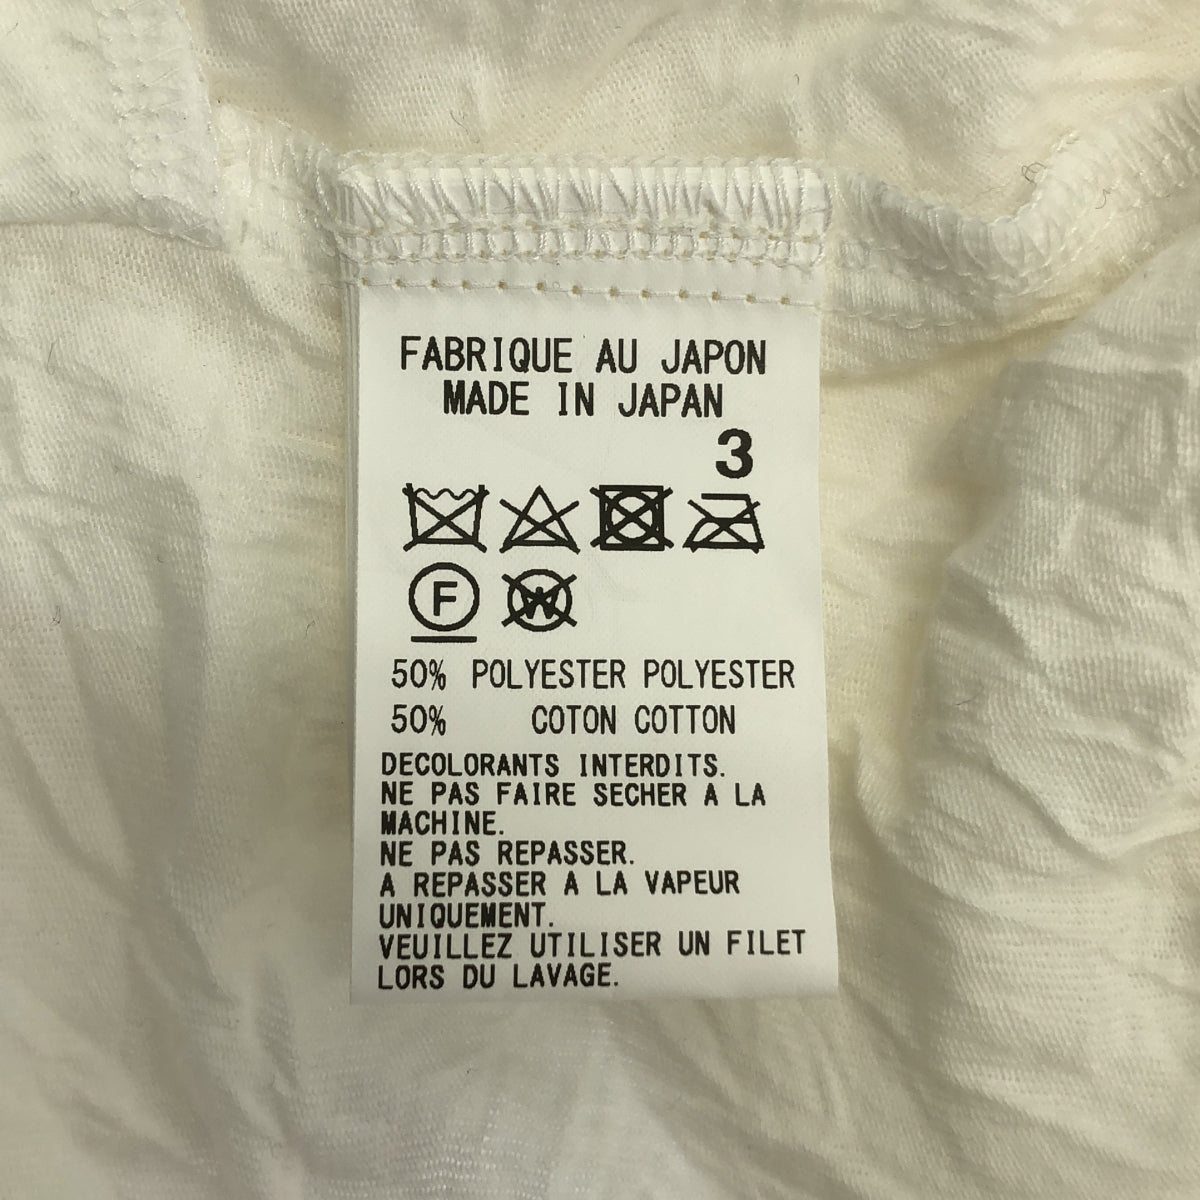 FABRIQUE AU JAPON
MADE IN JAPAN
3
F W
50% POLYESTER POLYESTER
50% COTON COTTON
DECOLORANTS INTERDITS.
NE PAS FAIRE SECHER A LA
MACHINE.
NE PAS REPASSER.
A REPASSER A LA VAPEUR
UNIQUEMENT.
VEUILLEZ UTILISER UN FILET
LORS DU LAVAGE.